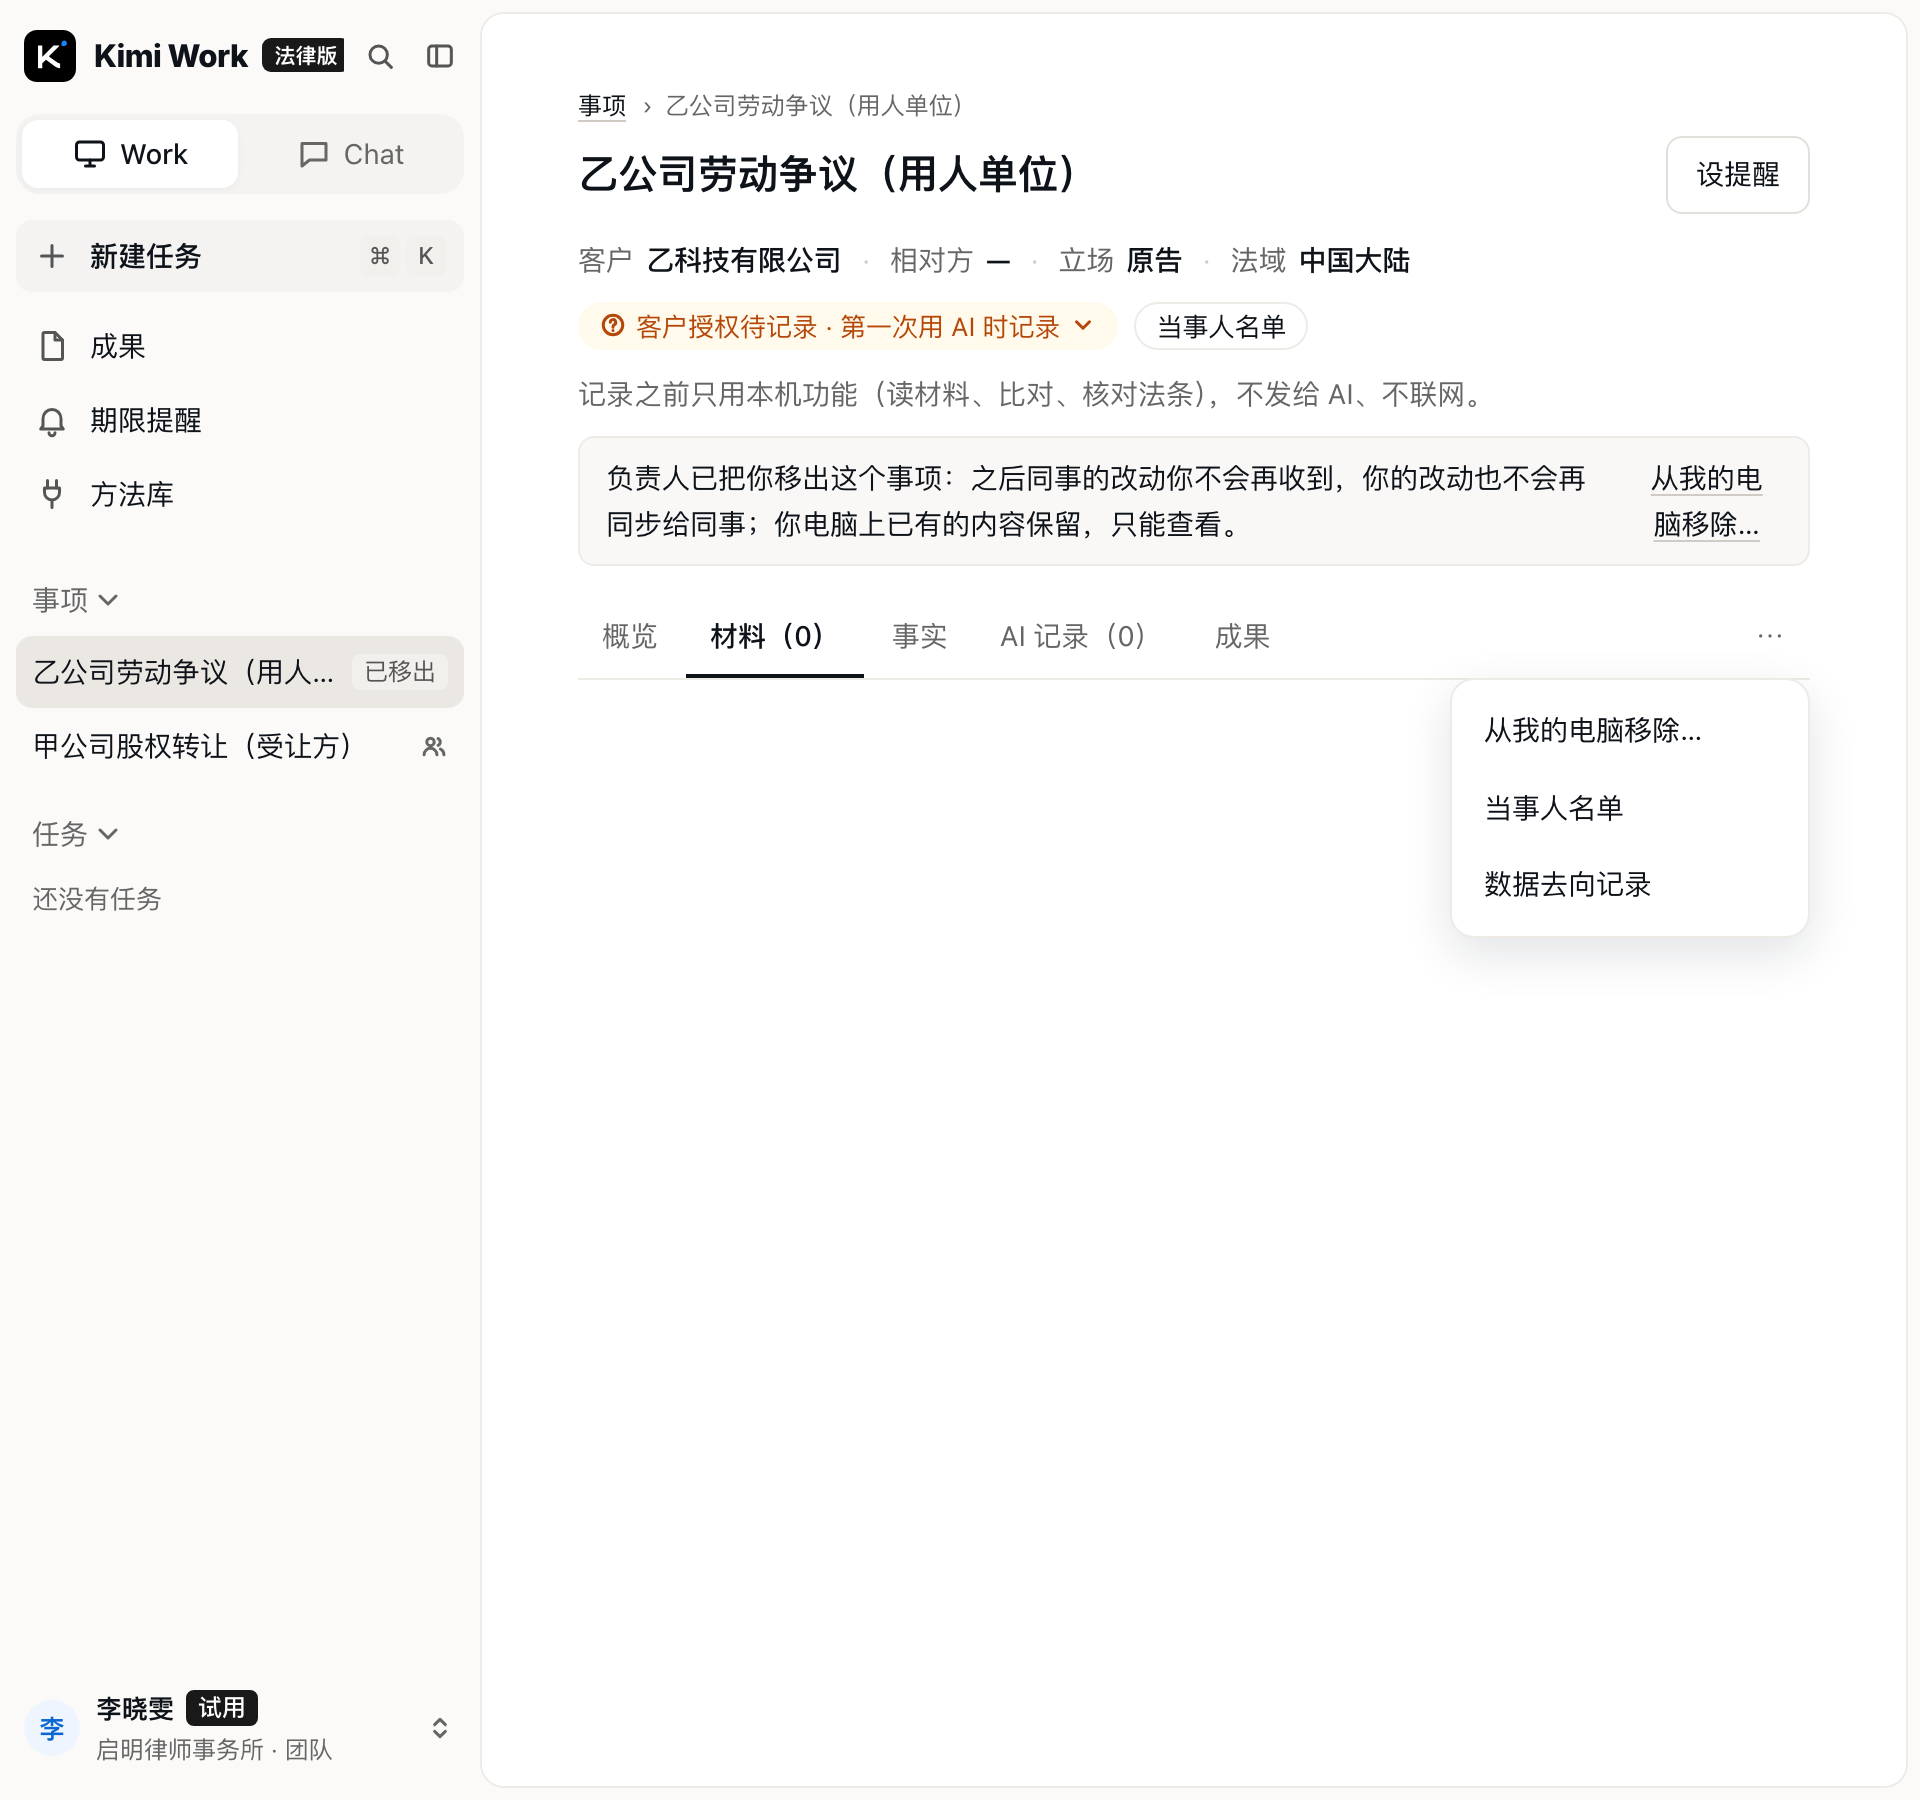 Kimi Work 法律版
Work
Chat
新建任务 ⌘ K
成果
期限提醒
方法库
事项
乙公司劳动争议（用人... 已移出
甲公司股权转让（受让方）
任务
还没有任务
李 李晓雯 试用
启明律师事务所 · 团队
事项 › 乙公司劳动争议（用人单位）
乙公司劳动争议（用人单位）
设提醒
客户 乙科技有限公司 · 相对方 — · 立场 原告 · 法域 中国大陆
客户授权待记录 · 第一次用 AI 时记录
当事人名单
记录之前只用本机功能（读材料、比对、核对法条），不发给 AI、不联网。
负责人已把你移出这个事项：之后同事的改动你不会再收到，你的改动也不会再
同步给同事；你电脑上已有的内容保留，只能查看。
从我的电
脑移除...
概览 材料（0） 事实 AI 记录（0） 成果 ...
从我的电脑移除...
当事人名单
数据去向记录